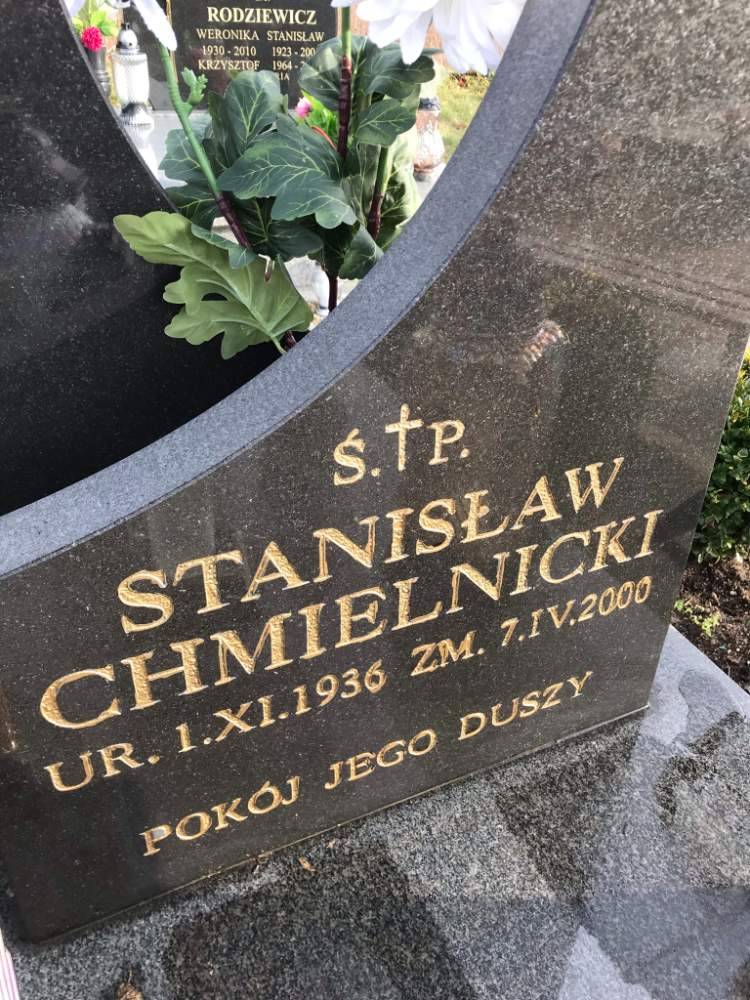 RODZIEWICZ
WERONIKA STANISŁAW
1930 - 2010 1923 -
KRZYSZTOF 1964 -
Ś. P.
STANISŁAW
CHMIELNICKI
UR. 1.XI.1936 ZM. 7.IV.2000
POKÓJ JEGO DUSZY